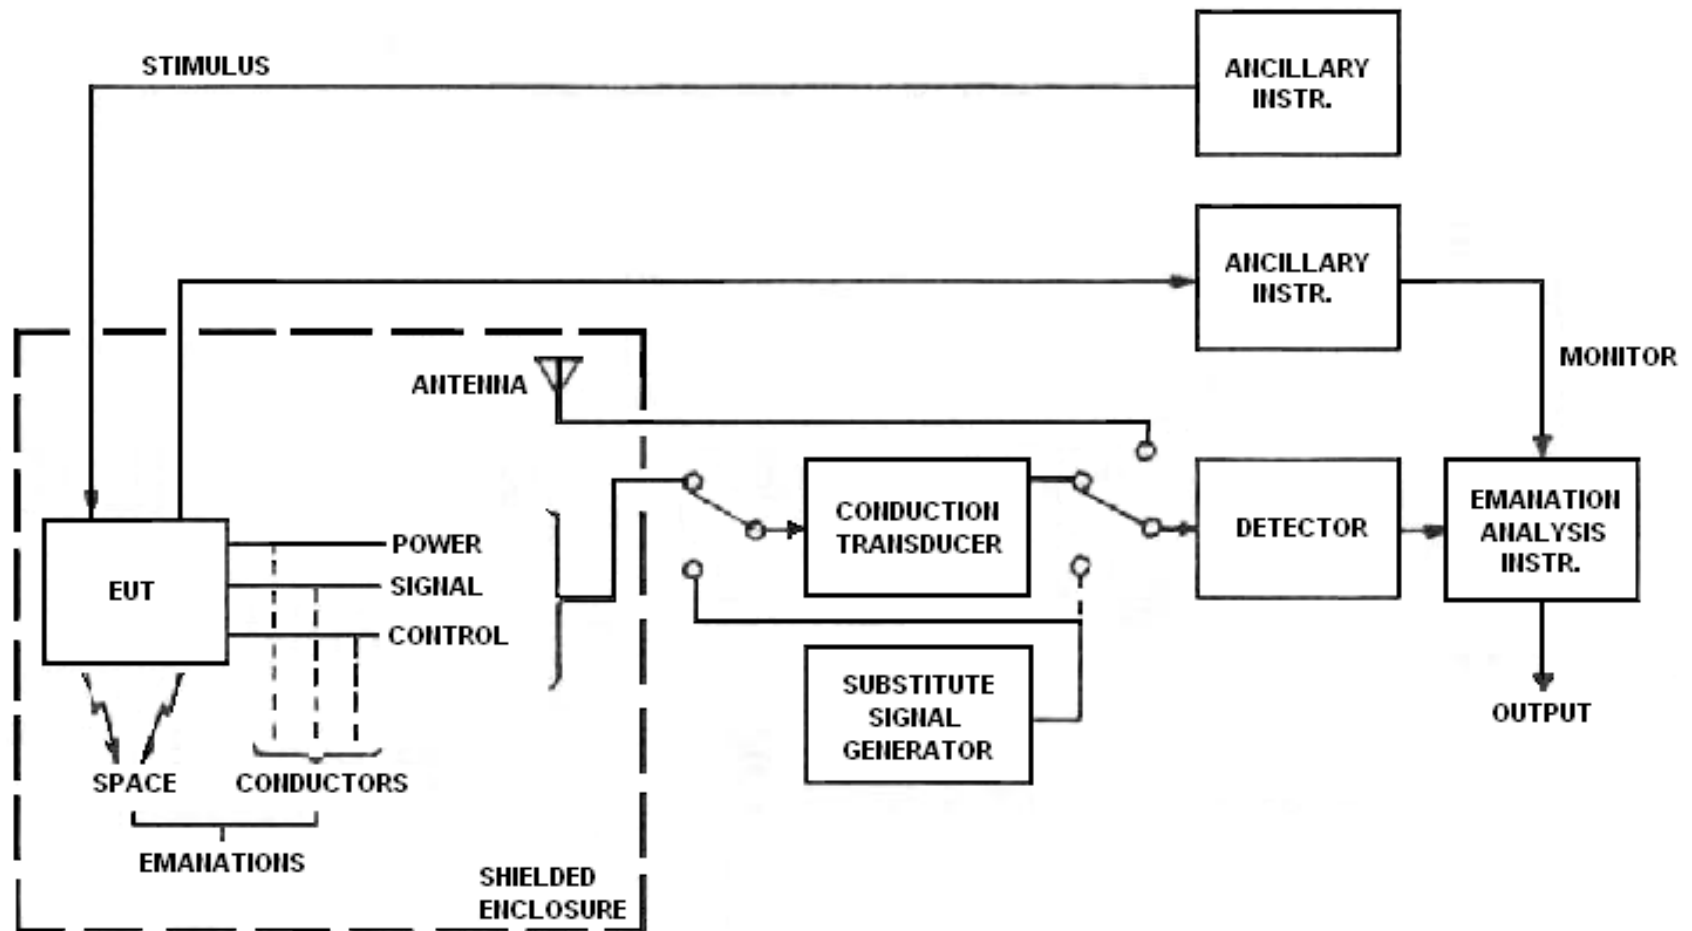 STIMULUS
ANCILLARY
INSTR.
ANCILLARY
INSTR.
MONITOR
ANTENNA
CONDUCTION
TRANSDUCER
DETECTOR
EMANATION
ANALYSIS
INSTR.
EUT
POWER
SIGNAL
CONTROL
SUBSTITUTE
SIGNAL
GENERATOR
OUTPUT
SPACE
CONDUCTORS
EMANATIONS
SHIELDED
ENCLOSURE